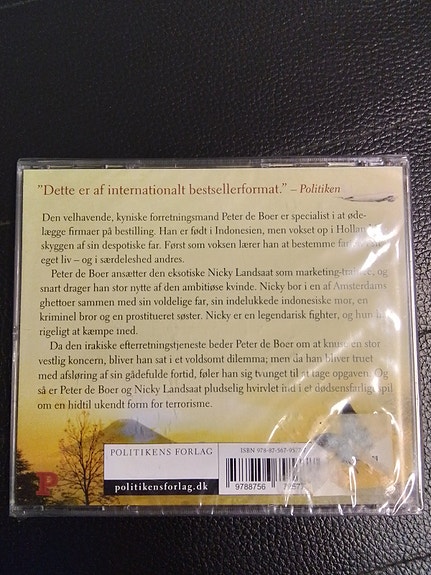 "Dette er af internationalt bestsellerformat." – Politiken
Den velhavende, kyniske forretningsmand Peter de Boer er specialist i at øde-
lægge firmaer på bestilling. Han er født i Indonesien, men vokset op i Holland i
skyggen af sin despotiske far. Først som voksen lærer han at bestemme
eget liv – og i særdeleshed andres.
Peter de Boer ansætter den eksotiske Nicky Landsaat som marketing-trainee, og
snart drager han stor nytte af den ambitiøse kvinde. Nicky bor i en af Amsterdams
ghettoer sammen med sin voldelige far, sin indelukkede indonesiske mor, en
kriminel bror og en prostitueret søster. Nicky er en legendarisk fighter, og hun
rigeligt at kæmpe med.
Da den irakiske efterretningstjeneste beder Peter de Boer om at knuse en stor
vestlig koncern, bliver han sat i et voldsomt dilemma; men da han bliver truet
med afsløring af sin gådefulde fortid, føler han sig tvunget til at tage opgaven. Og
så er Peter de Boer og Nicky Landsaat pludselig hvirvlet ind i et dødsensfarligt spil
om en hidtil ukendt form for terrorisme.
P
POLITIKENS FORLAG
politikensforlag.dk
ISBN 978-87-567-
9788756